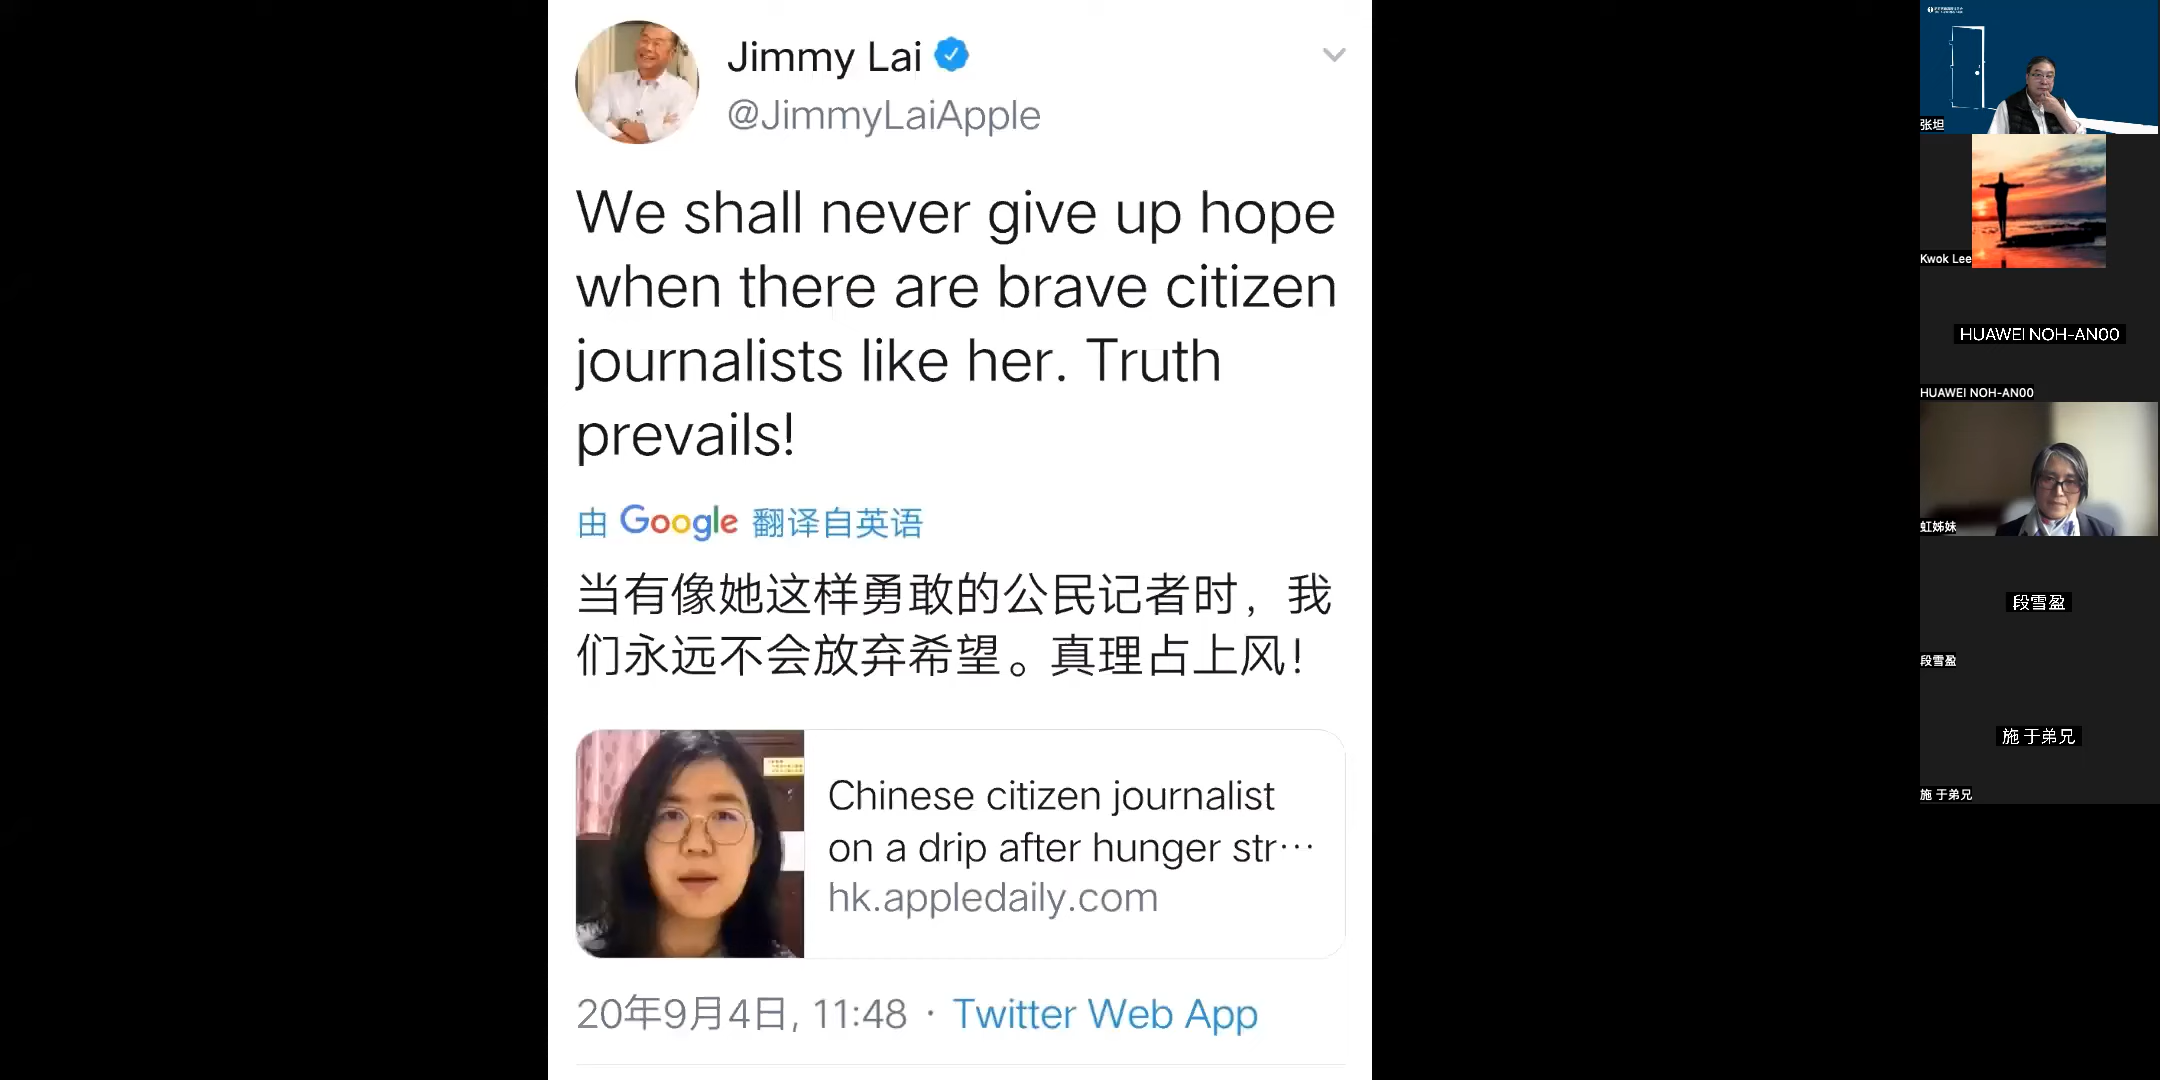 Jimmy Lai
@JimmyLaiApple
We shall never give up hope
when there are brave citizen
journalists like her. Truth
prevails!
由 Google 翻译自英语
当有像她这样勇敢的公民记者时，我
们永远不会放弃希望。真理占上风！
Chinese citizen journalist
on a drip after hunger str…
hk.appledaily.com
20年9月4日, 11:48 · Twitter Web App
张坦
Kwok Lee
HUAWEI NOH-AN00
HUAWEI NOH-AN00
虹姊妹
段雪盈
段雪盈
施 于弟兄
施 于弟兄